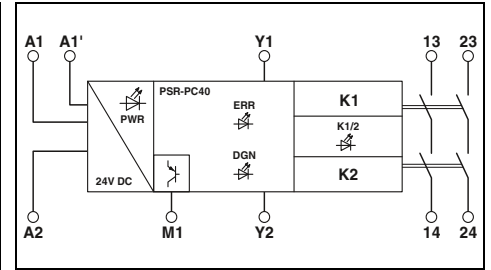 A1 A1' Y1 13 23
PSR-PC40
PWR
ERR
K1
K1/2
DGN
24V DC
K2
A2 M1 Y2 14 24